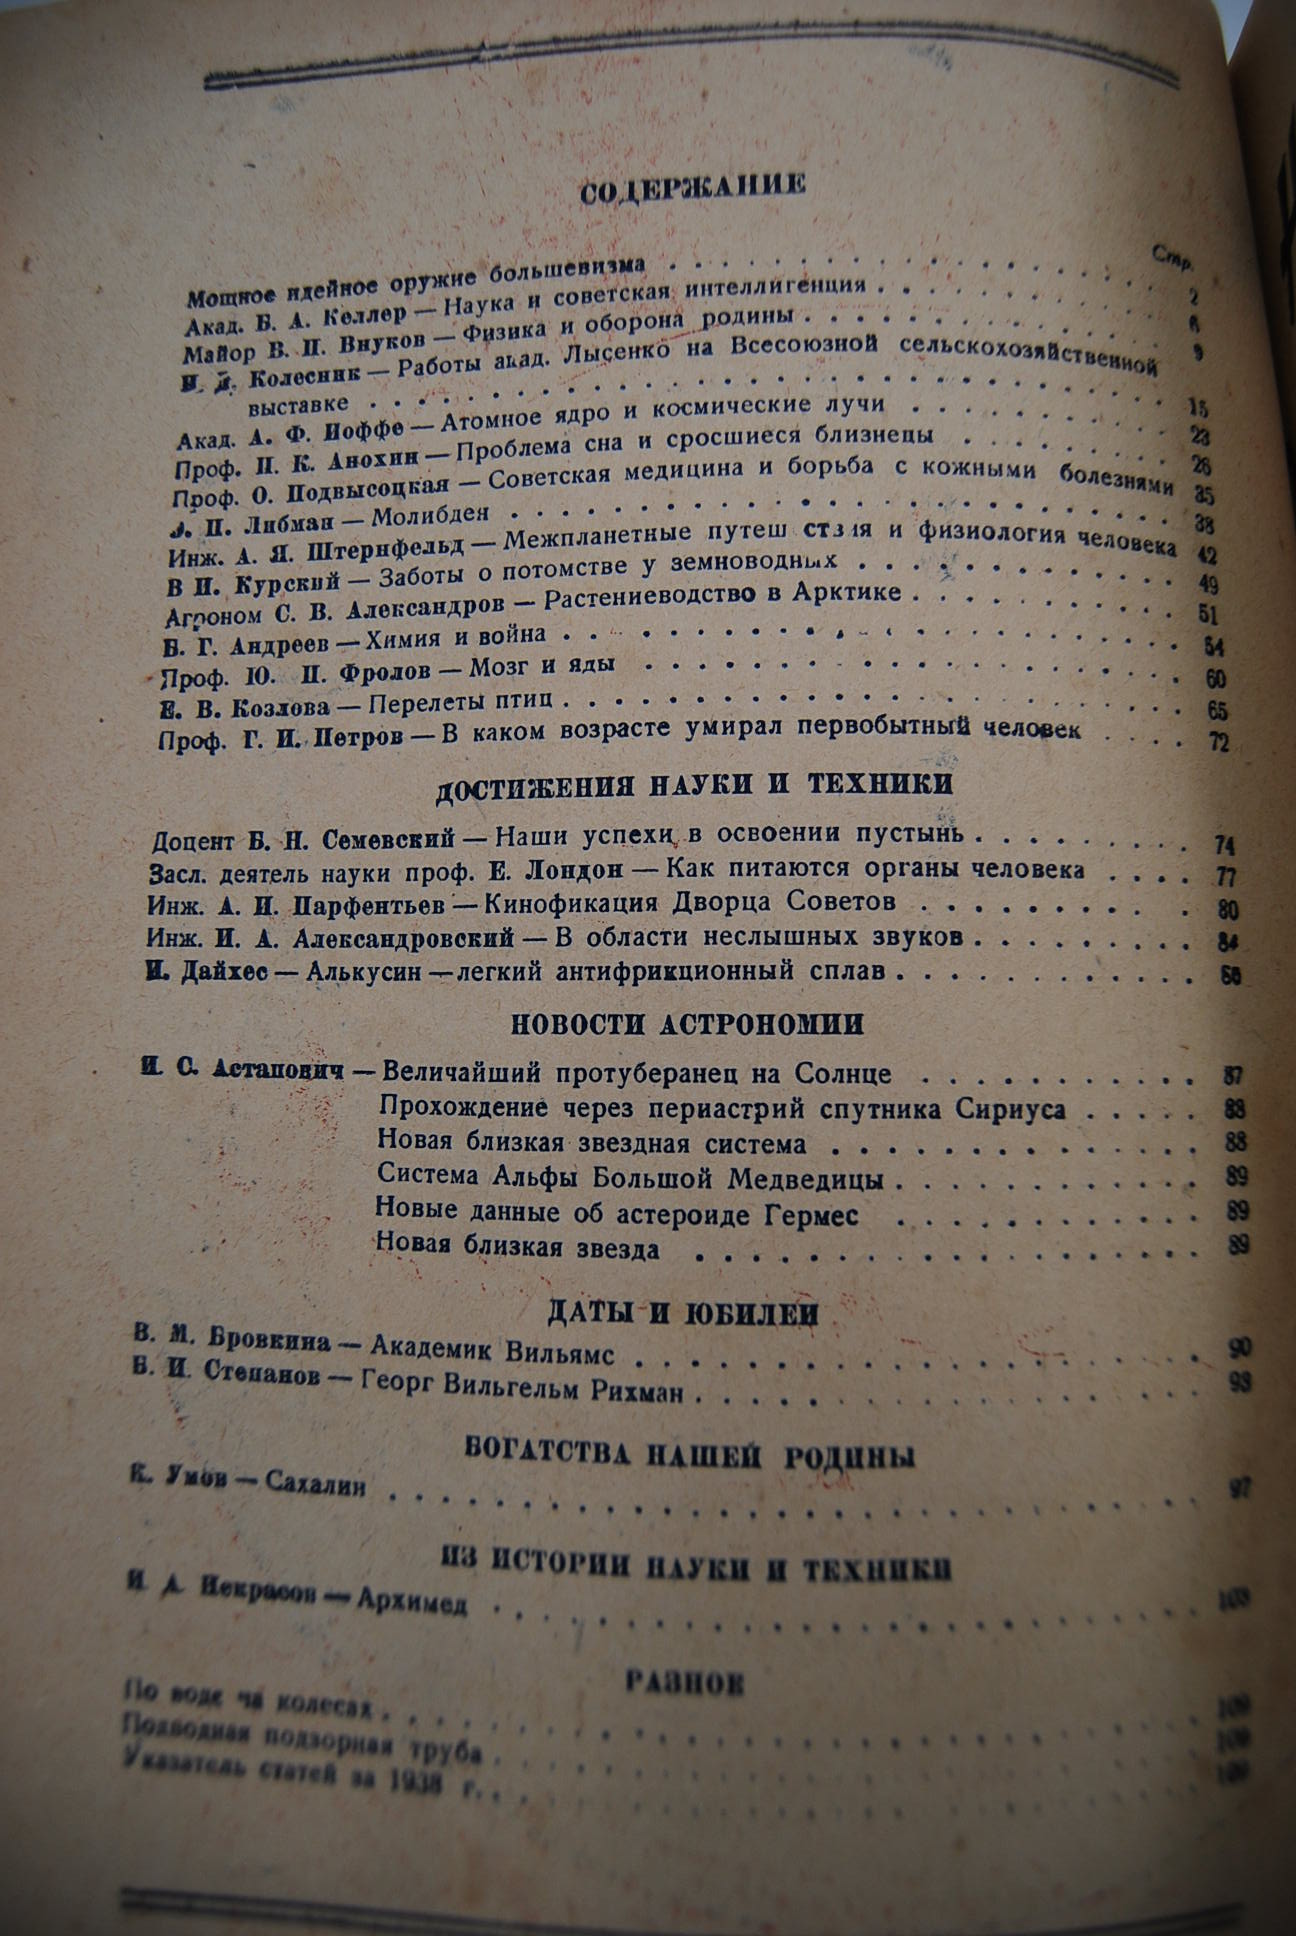 СОДЕРЖАНИЕ
Стр.
Мощное идейное оружие большевизма . . . 2
Акад. Б. А. Келлер — Наука и советская интеллигенция . . . 6
Майор В. П. Внуков — Физика и оборона родины . . . 9
И. Колесник — Работы акад. Лысенко на Всесоюзной сельскохозяйственной
выставке . . . 15
Акад. А. Ф. Иоффе — Атомное ядро и космические лучи . . . 23
Проф. П. К. Анохин — Проблема сна и сросшиеся близнецы . . . 26
Проф. О. Подвысоцкая — Советская медицина и борьба с кожными болезнями 35
П. Либман — Молибден . . . 38
Инж. А. Я. Штернфельд — Межпланетные путешствия и физиология человека 42
В И. Курский — Заботы о потомстве у земноводных . . . 49
Агроном С. В. Александров — Растениеводство в Арктике . . . 51
Б. Г. Андреев — Химия и война . . . 54
Проф. Ю. П. Фролов — Мозг и яды . . . 60
Е. В. Козлова — Перелеты птиц . . . 65
Проф. Г. И. Петров — В каком возрасте умирал первобытный человек . . . 72
ДОСТИЖЕНИЯ НАУКИ И ТЕХНИКИ
Доцент Б. Н. Семевский — Наши успехи в освоении пустынь . . . 74
Засл. деятель науки проф. Е. Лондон — Как питаются органы человека . . . 77
Инж. А. И. Парфентьев — Кинофикация Дворца Советов . . . 80
Инж. И. А. Александровский — В области неслышных звуков . . . 84
И. Дайхес — Алькусин — легкий антифрикционный сплав . . .
НОВОСТИ АСТРОНОМИИ
И. С. Астапович — Величайший протуберанец на Солнце . . . 87
Прохождение через периастрий спутника Сириуса . . . 88
Новая близкая звездная система . . . 88
Система Альфы Большой Медведицы . . . 89
Новые данные об астероиде Гермес . . . 89
Новая близкая звезда . . . 89
ДАТЫ И ЮБИЛЕИ
В. М. Бровкина — Академик Вильямс . . . 90
Б. И. Степанов — Георг Вильгельм Рихман . . . 93
БОГАТСТВА НАШЕЙ РОДИНЫ
К. Умов — Сахалин . . . 97
ИЗ ИСТОРИИ НАУКИ И ТЕХНИКИ
И. А. Некрасов — Архимед . . . 103
РАЗНОЕ
По воде на колесах . . . 109
Подводная подзорная труба . . . 109
Указатель статей за 1938 г. . . . 109